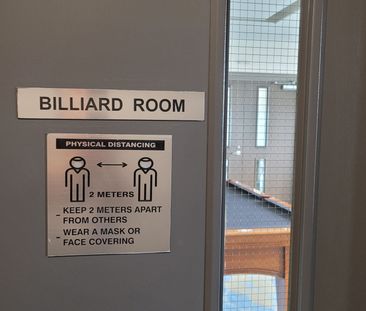 BILLIARD ROOM
PHYSICAL DISTANCING
2 METERS
- KEEP 2 METERS APART
FROM OTHERS
- WEAR A MASK OR
FACE COVERING